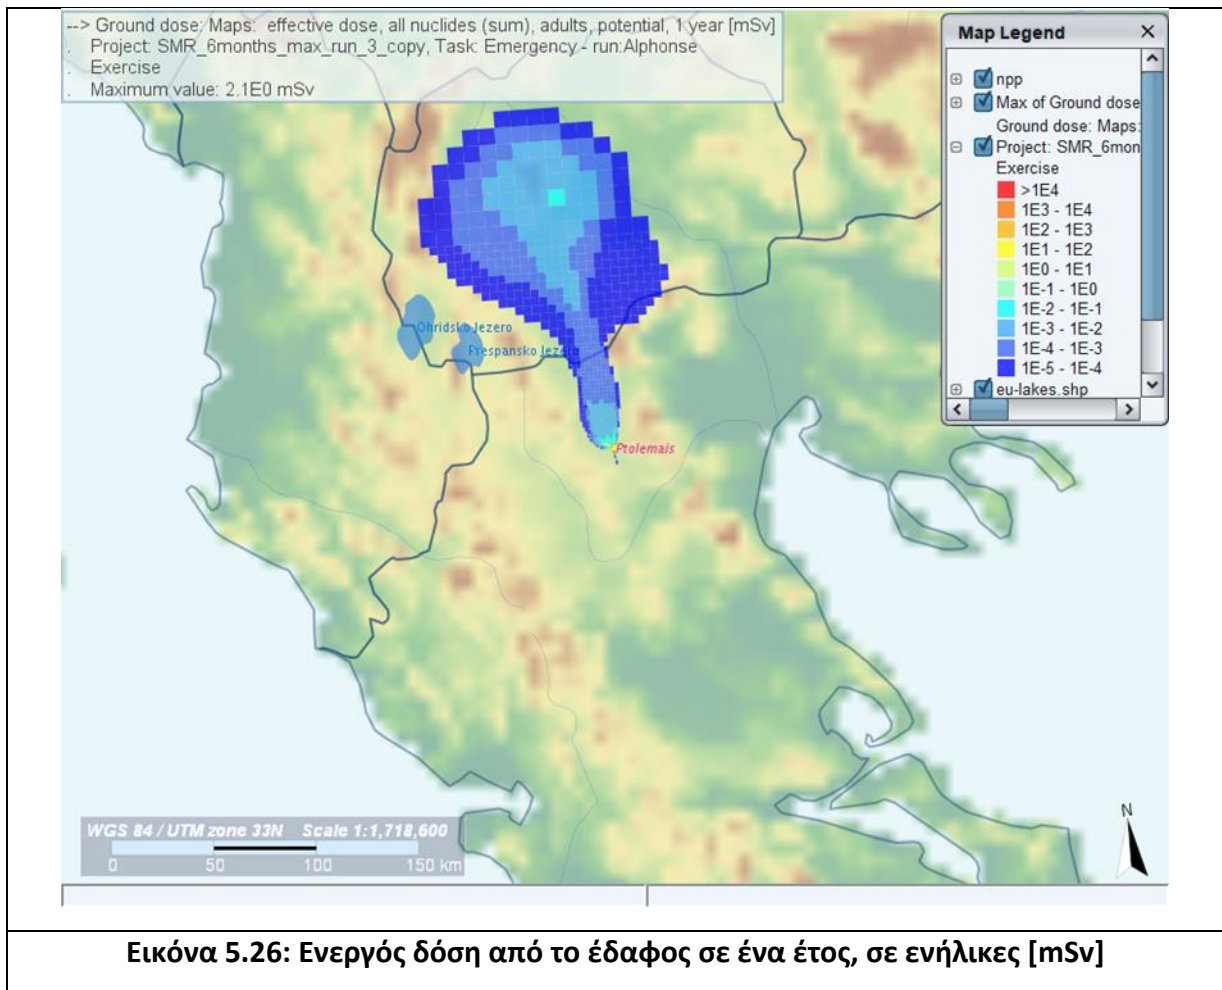 --> Ground dose: Maps: effective dose, all nuclides (sum), adults, potential, 1 year [mSv]
. Project: SMR_6months_max_run_3_copy, Task: Emergency - run:Alphonse
. Exercise
. Maximum value: 2.1E0 mSv
Map Legend
npp
Max of Ground dose
Ground dose: Maps:
Project: SMR_6mon
Exercise
>1E4
1E3 - 1E4
1E2 - 1E3
1E1 - 1E2
1E0 - 1E1
1E-1 - 1E0
1E-2 - 1E-1
1E-3 - 1E-2
1E-4 - 1E-3
1E-5 - 1E-4
eu-lakes.shp
Ohridsko Jezero
Prespansko Jezero
Ptolemais
N
WGS 84 / UTM zone 33N Scale 1:1,718,600
0 50 100 150 km
Εικόνα 5.26: Ενεργός δόση από το έδαφος σε ένα έτος, σε ενήλικες [mSv]